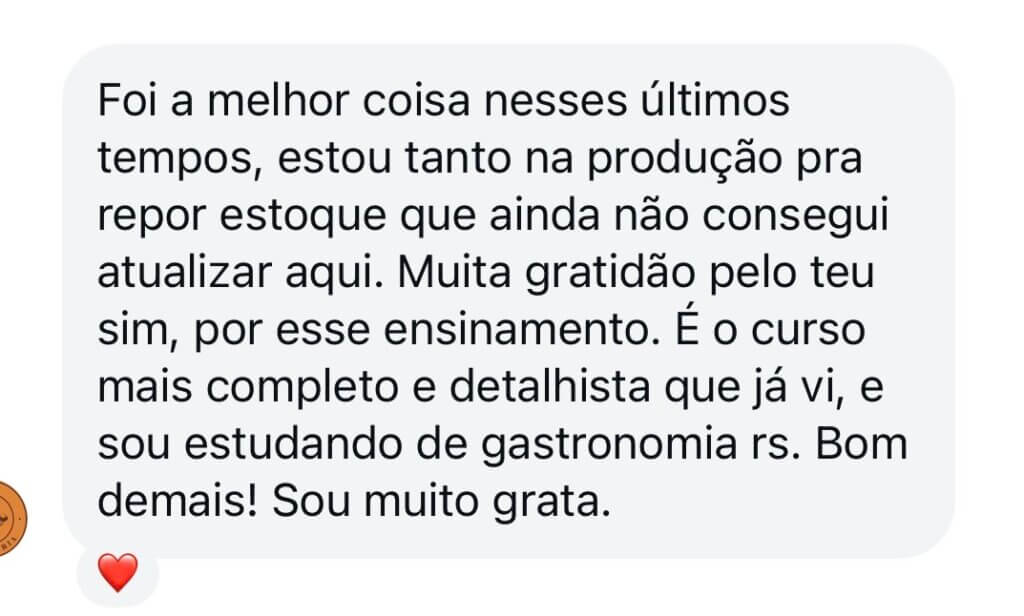 Foi a melhor coisa nesses últimos
tempos, estou tanto na produção pra
repor estoque que ainda não consegui
atualizar aqui. Muita gratidão pelo teu
sim, por esse ensinamento. É o curso
mais completo e detalhista que já vi, e
sou estudando de gastronomia rs. Bom
demais! Sou muito grata.